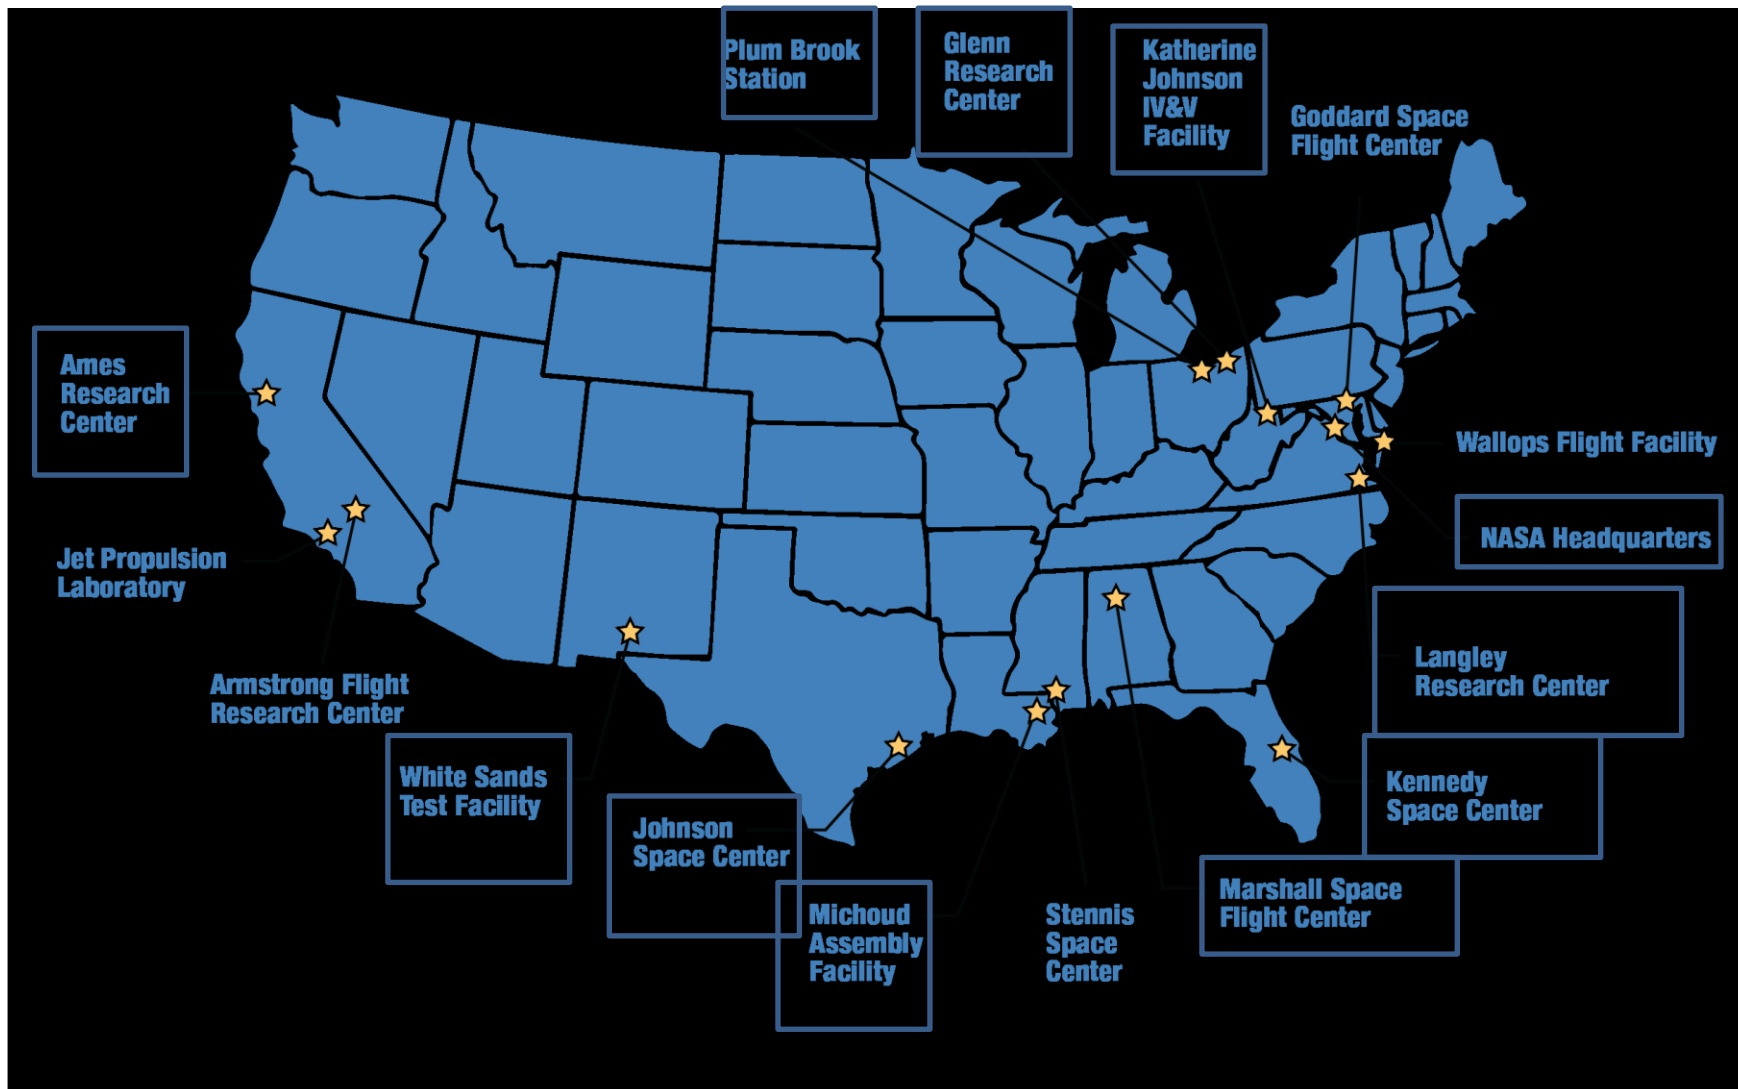 Plum Brook
Station
Glenn
Research
Center
Katherine
Johnson
IV&V
Facility
Goddard Space
Flight Center
Ames
Research
Center
Wallops Flight Facility
NASA Headquarters
Jet Propulsion
Laboratory
Langley
Research Center
Armstrong Flight
Research Center
White Sands
Test Facility
Kennedy
Space Center
Johnson
Space Center
Marshall Space
Flight Center
Michoud
Assembly
Facility
Stennis
Space
Center